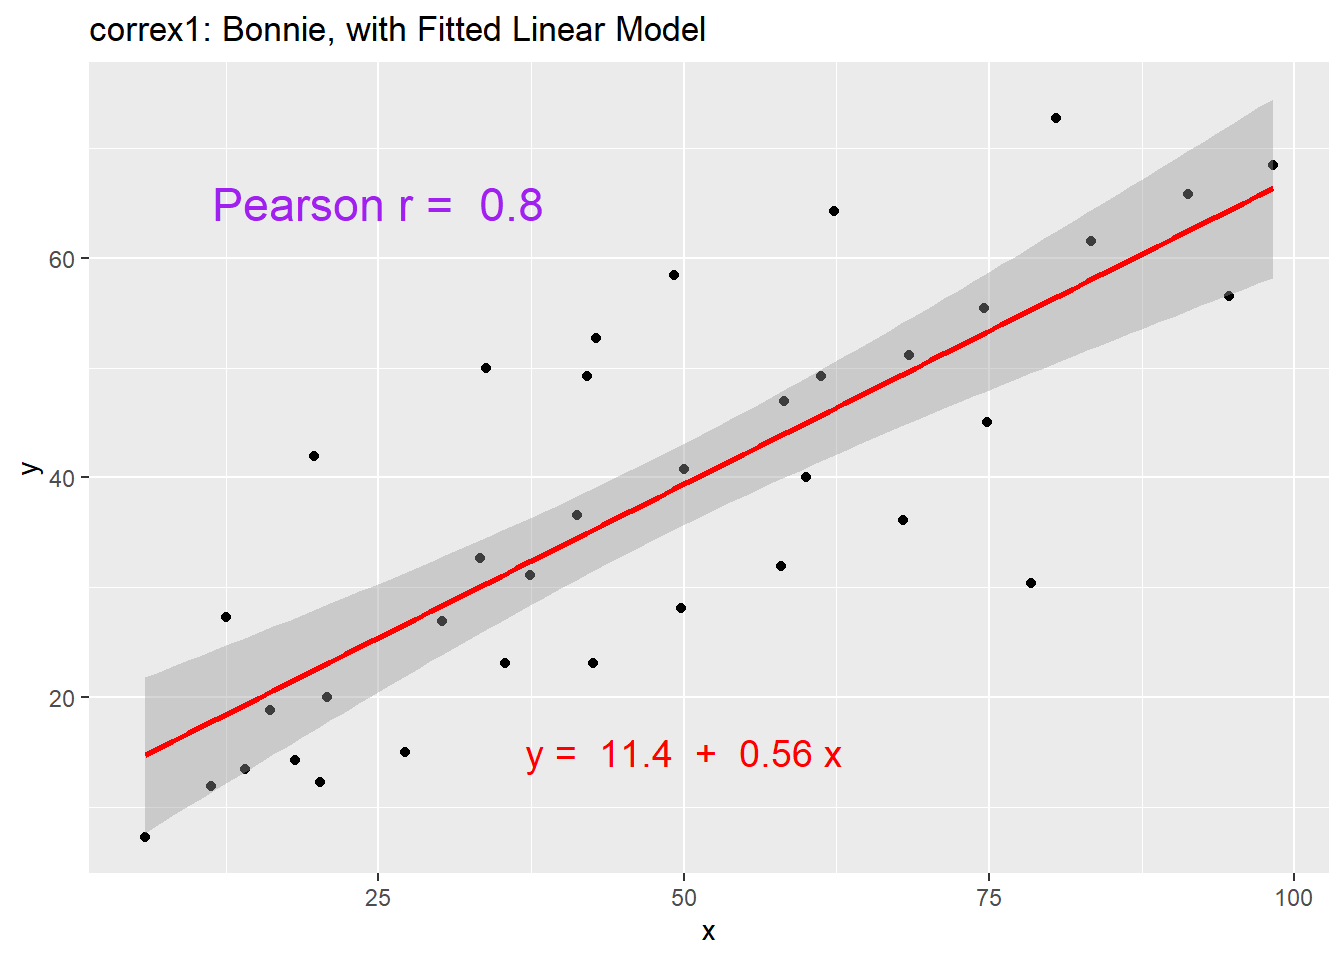 correx1: Bonnie, with Fitted Linear Model
Pearson r =  0.8
60
40
20
y
y =  11.4  +  0.56 x
25
50
75
100
x